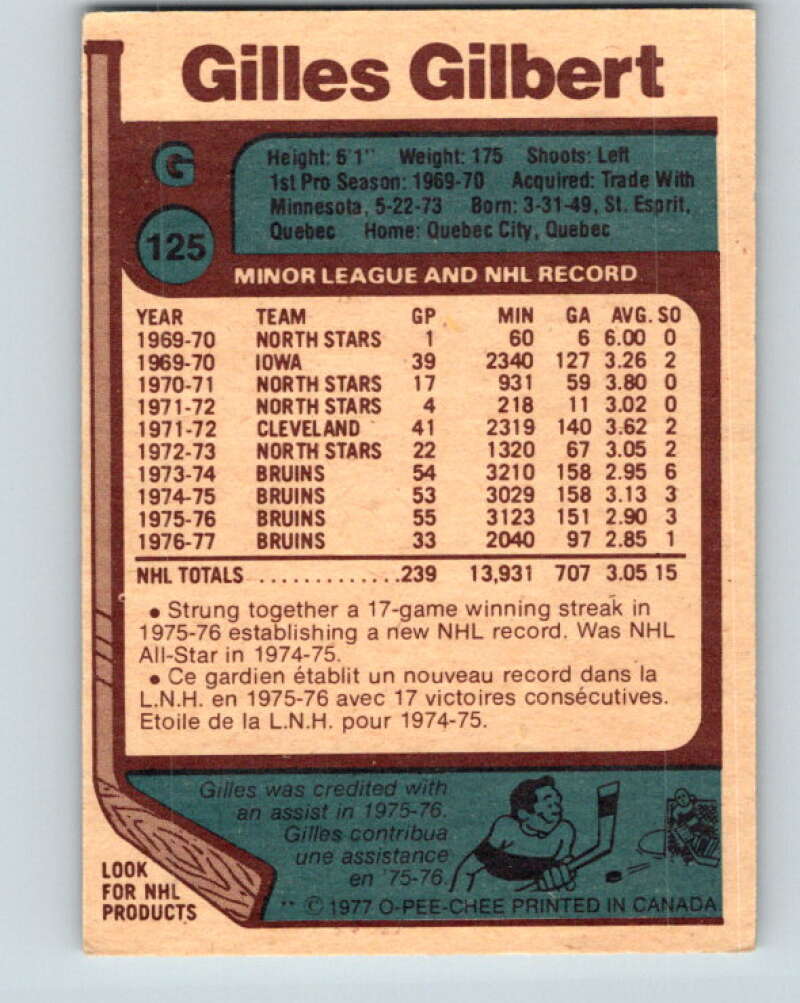 Gilles Gilbert
G
Height: 6'1" Weight: 175 Shoots: Left
1st Pro Season: 1969-70 Acquired: Trade With
Minnesota, 5-22-73 Born: 3-31-49, St. Esprit,
Quebec Home: Quebec City, Quebec
125
MINOR LEAGUE AND NHL RECORD
YEAR TEAM GP MIN GA AVG. SO
1969-70 NORTH STARS 1 60 6 6.00 0
1969-70 IOWA 39 2340 127 3.26 2
1970-71 NORTH STARS 17 931 59 3.80 0
1971-72 NORTH STARS 4 218 11 3.02 0
1971-72 CLEVELAND 41 2319 140 3.62 2
1972-73 NORTH STARS 22 1320 67 3.05 2
1973-74 BRUINS 54 3210 158 2.95 6
1974-75 BRUINS 53 3029 158 3.13 3
1975-76 BRUINS 55 3123 151 2.90 3
1976-77 BRUINS 33 2040 97 2.85 1
NHL TOTALS .............239 13,931 707 3.05 15
• Strung together a 17-game winning streak in
1975-76 establishing a new NHL record. Was NHL
All-Star in 1974-75.
• Ce gardien établit un nouveau record dans la
L.N.H. en 1975-76 avec 17 victoires consécutives.
Etoile de la L.N.H. pour 1974-75.
Gilles was credited with
an assist in 1975-76.
Gilles contribua
une assistance
en '75-76.
LOOK
FOR NHL
PRODUCTS
** © 1977 O-PEE-CHEE PRINTED IN CANADA